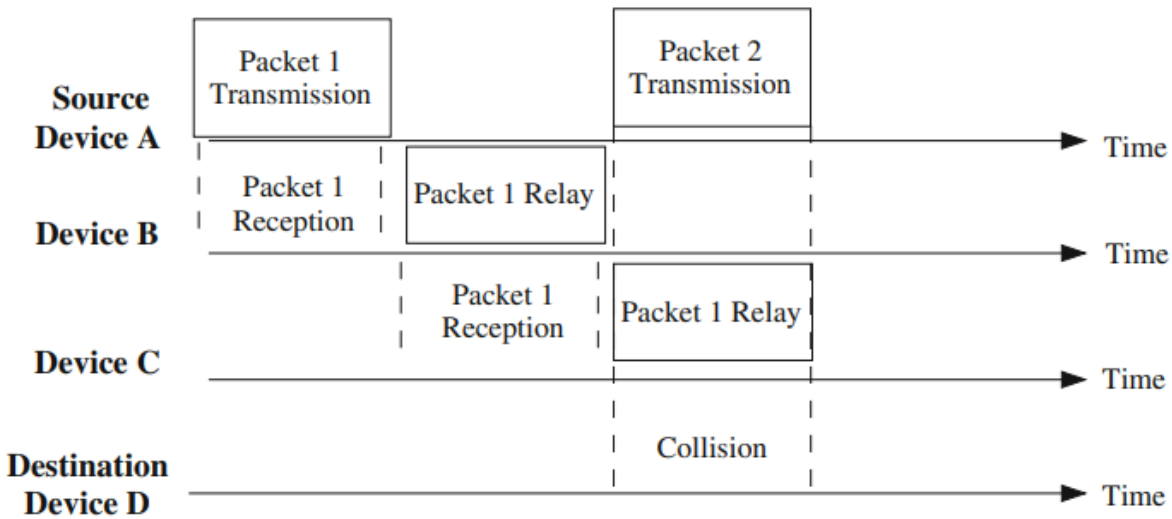 Packet 1
Transmission
Packet 2
Transmission
Source
Device A
Time
Packet 1
Reception
Packet 1 Relay
Device B
Time
Packet 1
Reception
Packet 1 Relay
Device C
Time
Collision
Destination
Device D
Time